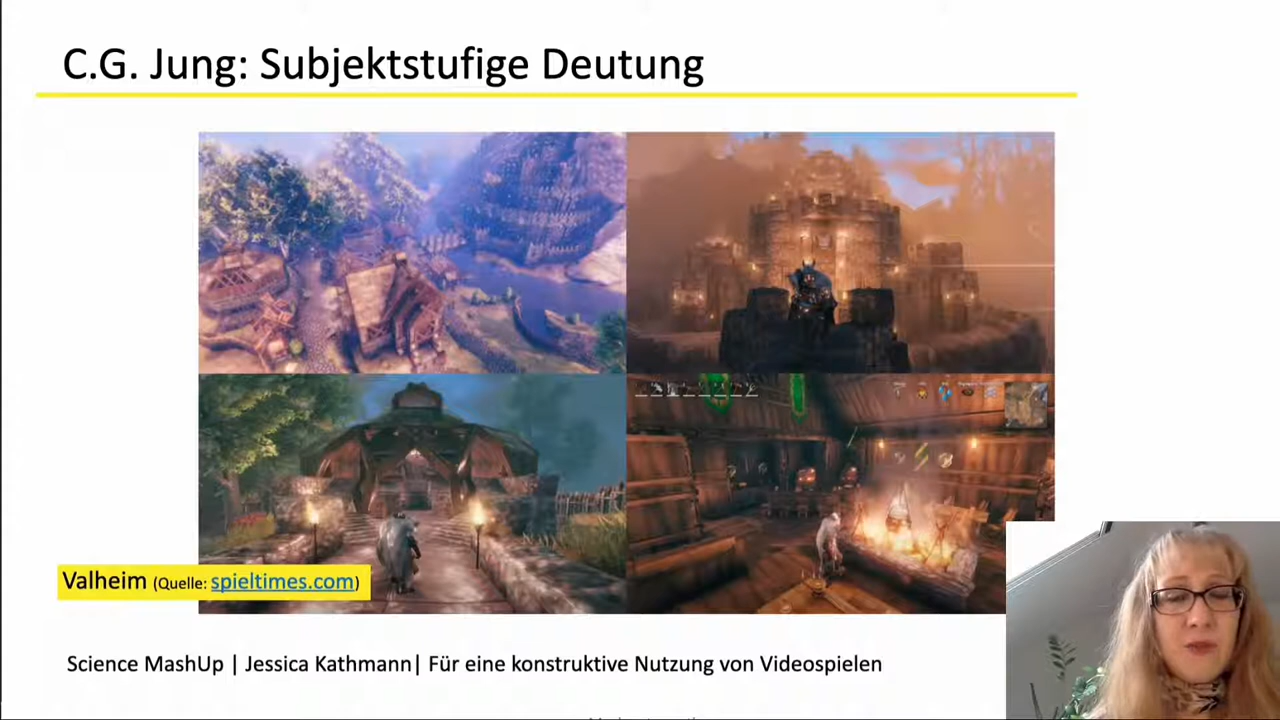 C.G. Jung: Subjektstufige Deutung
Valheim (Quelle: spieltimes.com)
Science MashUp | Jessica Kathmann| Für eine konstruktive Nutzung von Videospielen